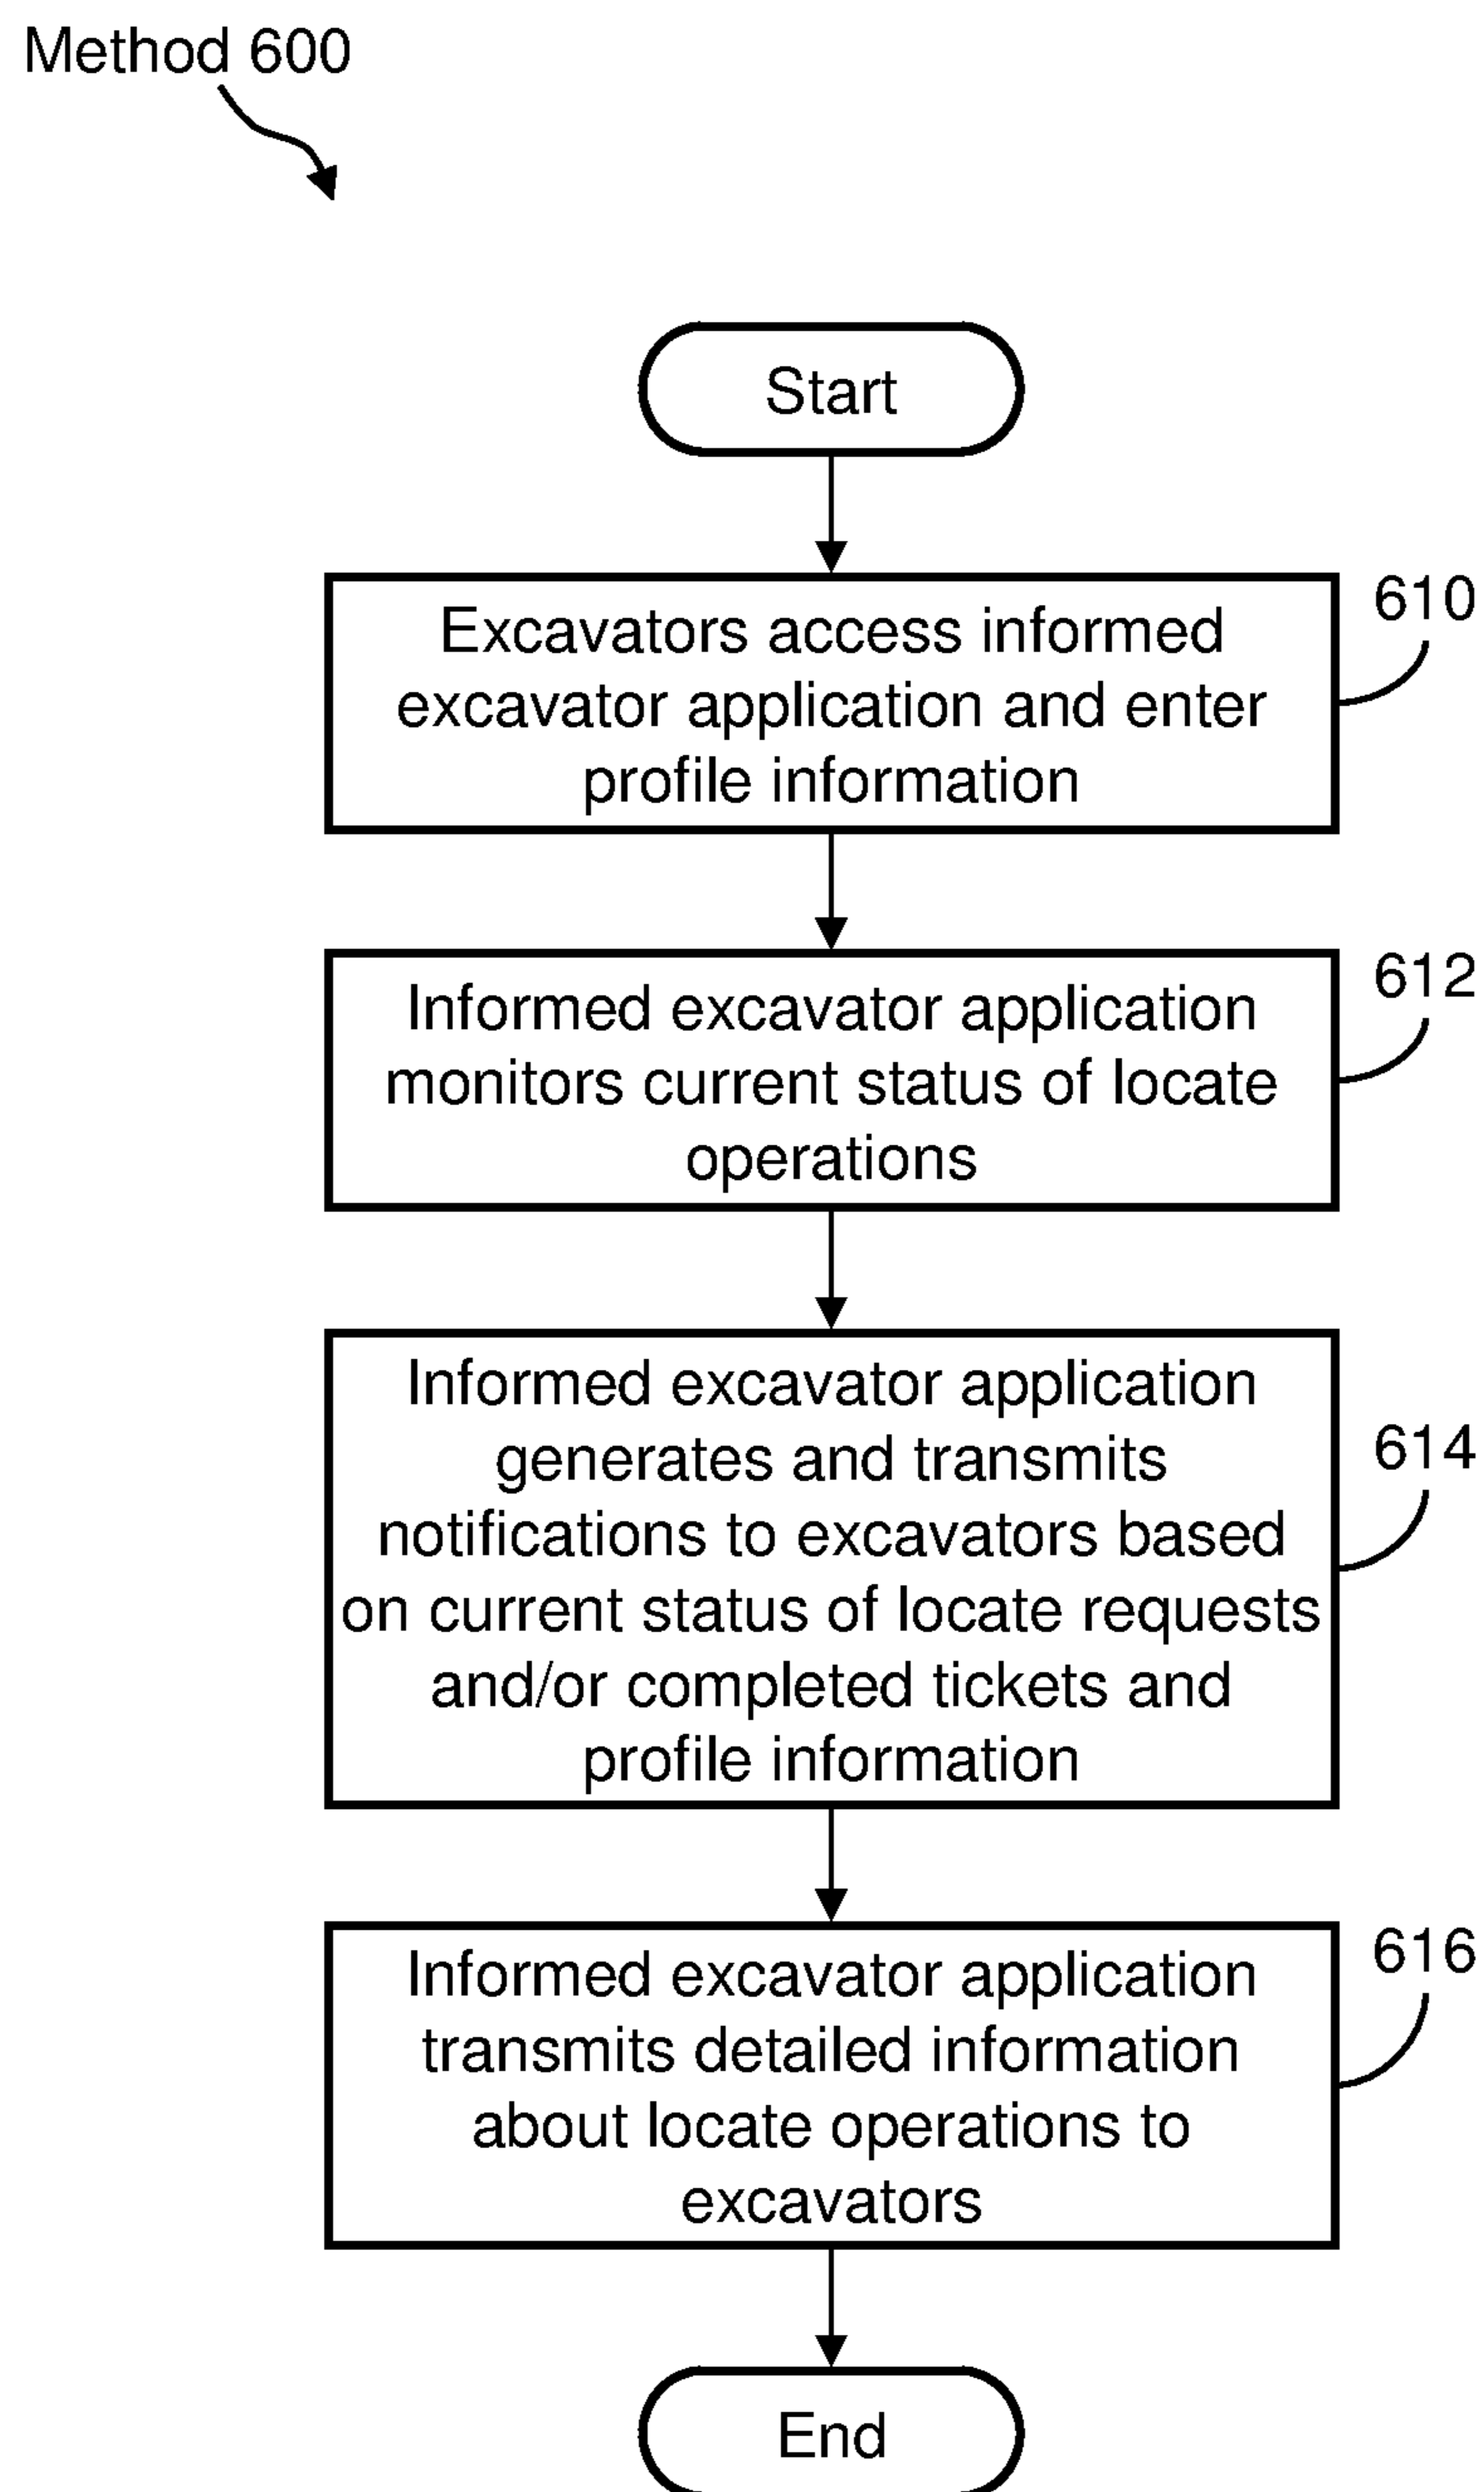 Method 600
Start
Excavators access informed
excavator application and enter
profile information
610
Informed excavator application
monitors current status of locate
operations
612
Informed excavator application
generates and transmits
notifications to excavators based
on current status of locate requests
and/or completed tickets and
profile information
614
Informed excavator application
transmits detailed information
about locate operations to
excavators
616
End